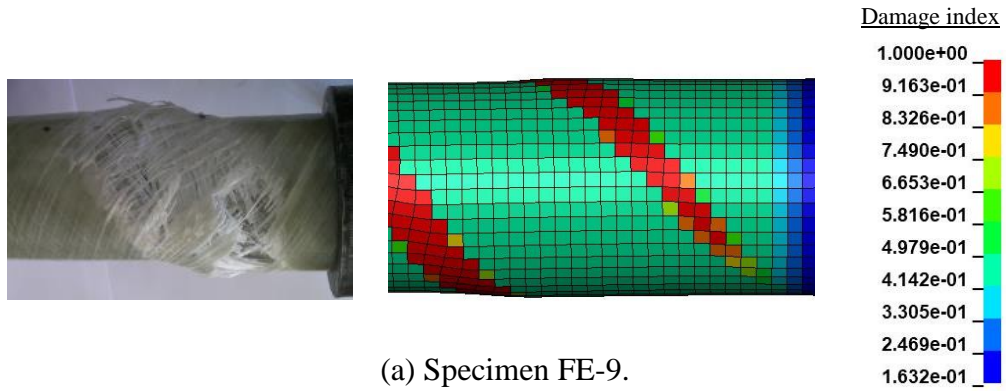 Damage index
1.000e+00
9.163e-01
8.326e-01
7.490e-01
6.653e-01
5.816e-01
4.979e-01
4.142e-01
3.305e-01
2.469e-01
1.632e-01
(a) Specimen FE-9.